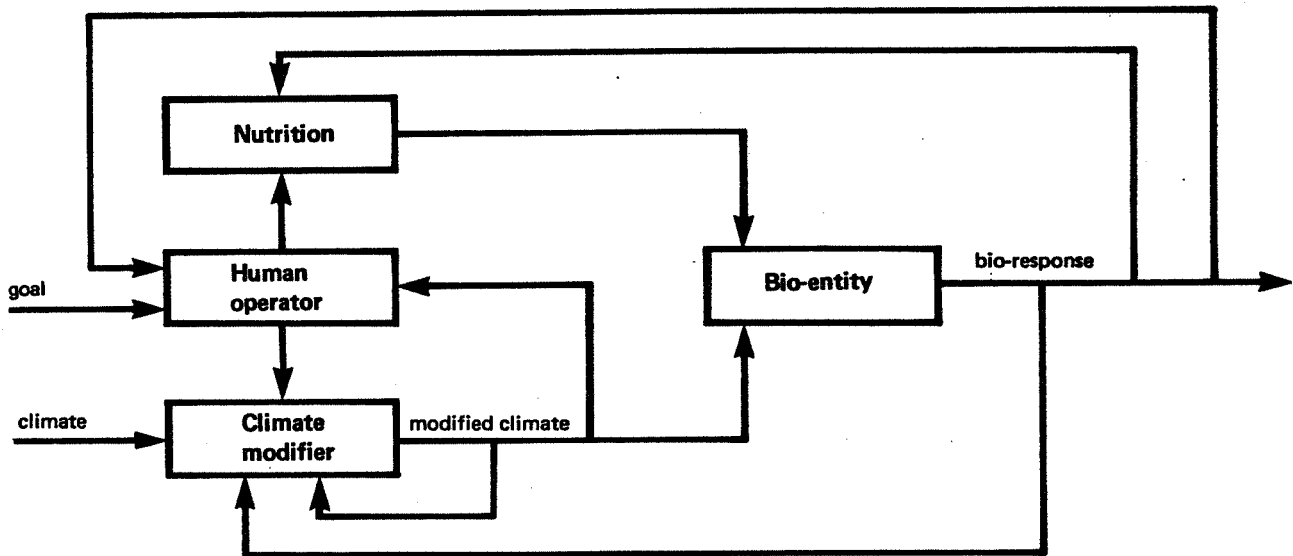 Nutrition
Human
operator
goal
Bio-entity
bio-response
climate
Climate
modifier
modified climate